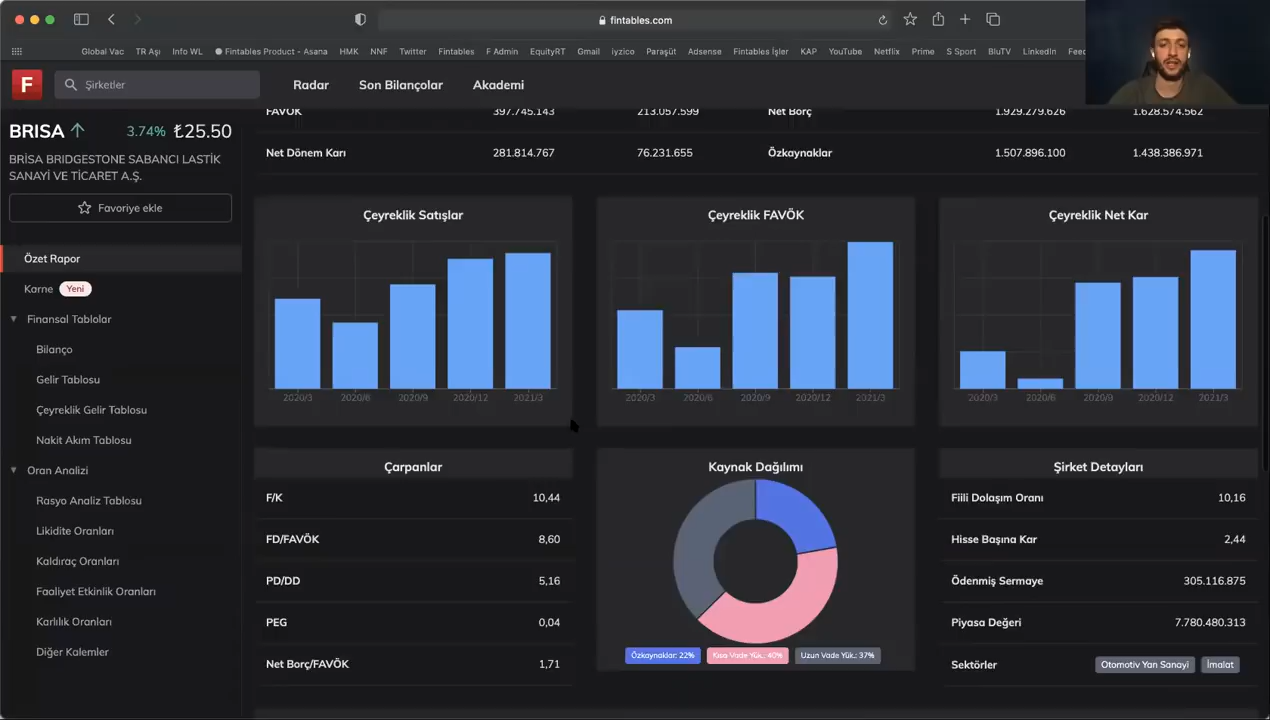 fintables.com
Global Vac TR Aşı Info WL Fintables Product - Asana HMK NNF Twitter Fintables F Admin EquityRT Gmail iyzico Paraşüt Adsense Fintables İşler KAP YouTube Netflix Prime S Sport BluTV LinkedIn Feed
F Şirketler Radar Son Bilançolar Akademi
BRISA 3.74% ₺25.50
BRİSA BRIDGESTONE SABANCI LASTİK
SANAYİ VE TİCARET A.Ş.
Favoriye ekle
Özet Rapor
Karne Yeni
Finansal Tablolar
Bilanço
Gelir Tablosu
Çeyreklik Gelir Tablosu
Nakit Akım Tablosu
Oran Analizi
Rasyo Analiz Tablosu
Likidite Oranları
Kaldıraç Oranları
Faaliyet Etkinlik Oranları
Karlılık Oranları
Diğer Kalemler
FAVÖK 397.745.143 213.057.599 Net Borç 1.929.279.626 1.628.574.562
Net Dönem Karı 281.814.767 76.231.655 Özkaynaklar 1.507.896.100 1.438.386.971
Çeyreklik Satışlar
2020/3 2020/6 2020/9 2020/12 2021/3
Çeyreklik FAVÖK
2020/3 2020/6 2020/9 2020/12 2021/3
Çeyreklik Net Kar
2020/3 2020/6 2020/9 2020/12 2021/3
Çarpanlar
F/K 10,44
FD/FAVÖK 8,60
PD/DD 5,16
PEG 0,04
Net Borç/FAVÖK 1,71
Kaynak Dağılımı
Özkaynaklar: 22% Kısa Vade Yük.: 40% Uzun Vade Yük.: 37%
Şirket Detayları
Fiili Dolaşım Oranı 10,16
Hisse Başına Kar 2,44
Ödenmiş Sermaye 305.116.875
Piyasa Değeri 7.780.480.313
Sektörler Otomotiv Yan Sanayi İmalat